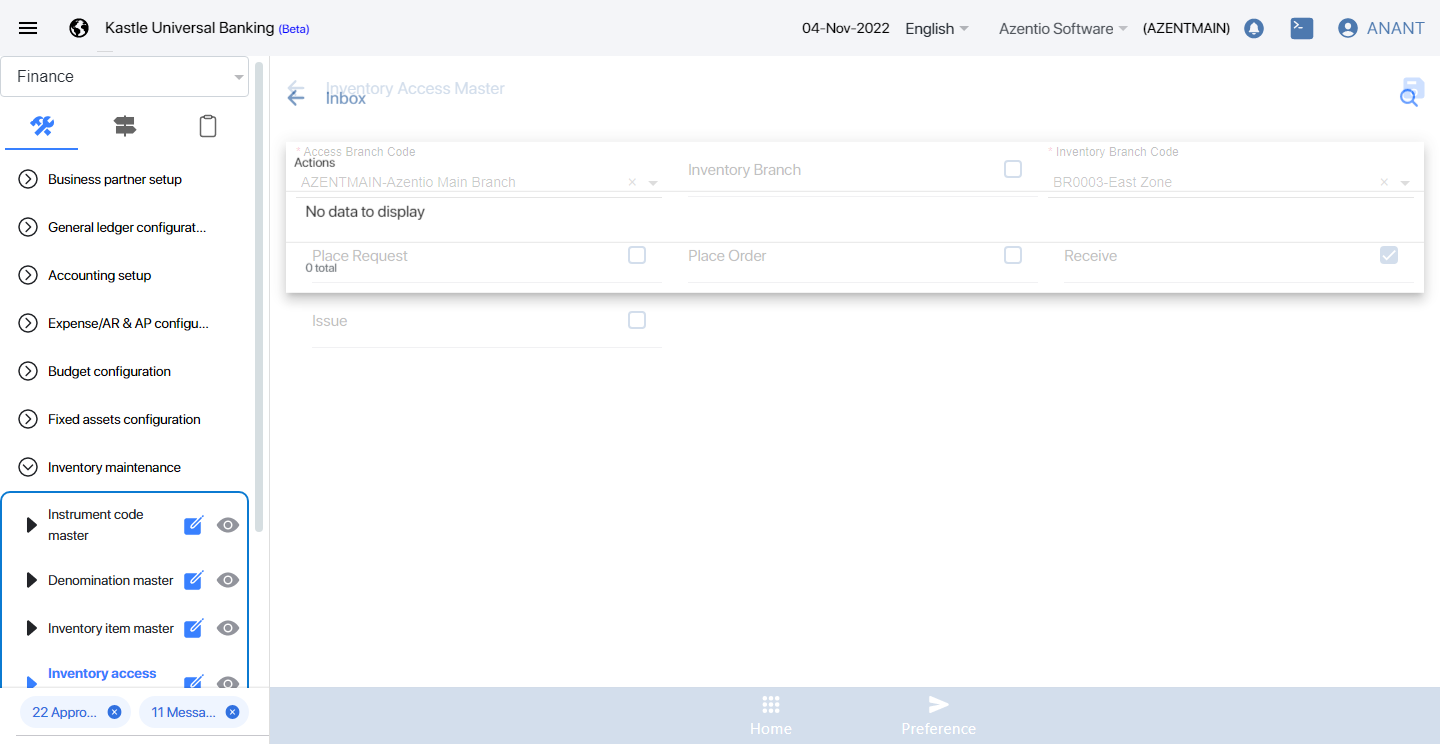 Kastle Universal Banking (Beta)
04-Nov-2022
English
Azentio Software
(AZENTMAIN)
ANANT
Finance
Business partner setup
General ledger configurat...
Accounting setup
Expense/AR & AP configu...
Budget configuration
Fixed assets configuration
Inventory maintenance
Instrument code
master
Denomination master
Inventory item master
Inventory access
22 Appro...
11 Messa...
Inventory Access Master
Inbox
* Access Branch Code
Actions
AZENTMAIN-Azentio Main Branch
Inventory Branch
* Inventory Branch Code
BR0003-East Zone
No data to display
Place Request
Place Order
Receive
0 total
Issue
Home
Preference